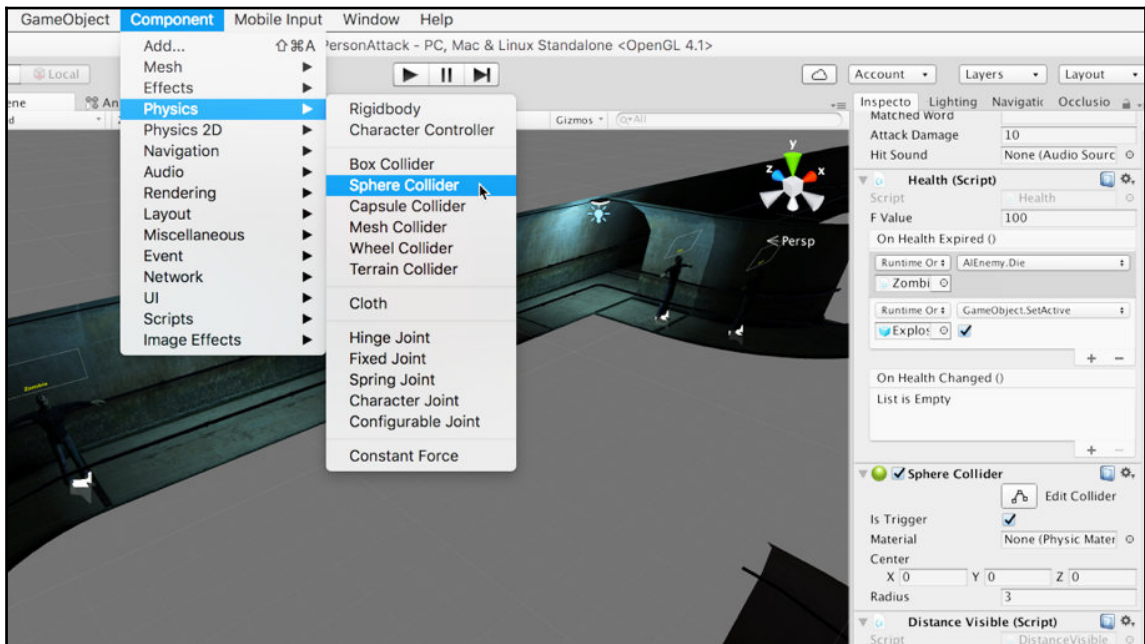 GameObject Component Mobile Input Window Help
PersonAttack - PC, Mac & Linux Standalone <OpenGL 4.1>
Add... ⇧⌘A
Mesh
Effects
Physics
Physics 2D
Navigation
Audio
Rendering
Layout
Miscellaneous
Event
Network
UI
Scripts
Image Effects
Rigidbody
Character Controller
Box Collider
Sphere Collider
Capsule Collider
Mesh Collider
Wheel Collider
Terrain Collider
Cloth
Hinge Joint
Fixed Joint
Spring Joint
Character Joint
Configurable Joint
Constant Force
Local
ene An
d
Gizmos All
y
z x
Persp
Zombie
Account Layers Layout
Inspecto Lighting Navigatic Occlusio
Matched Word
Attack Damage 10
Hit Sound None (Audio Sourc
Health (Script)
Script Health
F Value 100
On Health Expired ()
Runtime Or AIEnemy.Die
Zombi
Runtime Or GameObject.SetActive
Explos
+ −
On Health Changed ()
List is Empty
+ −
Sphere Collider
Edit Collider
Is Trigger
Material None (Physic Mater
Center
X 0 Y 0 Z 0
Radius 3
Distance Visible (Script)
Script DistanceVisible